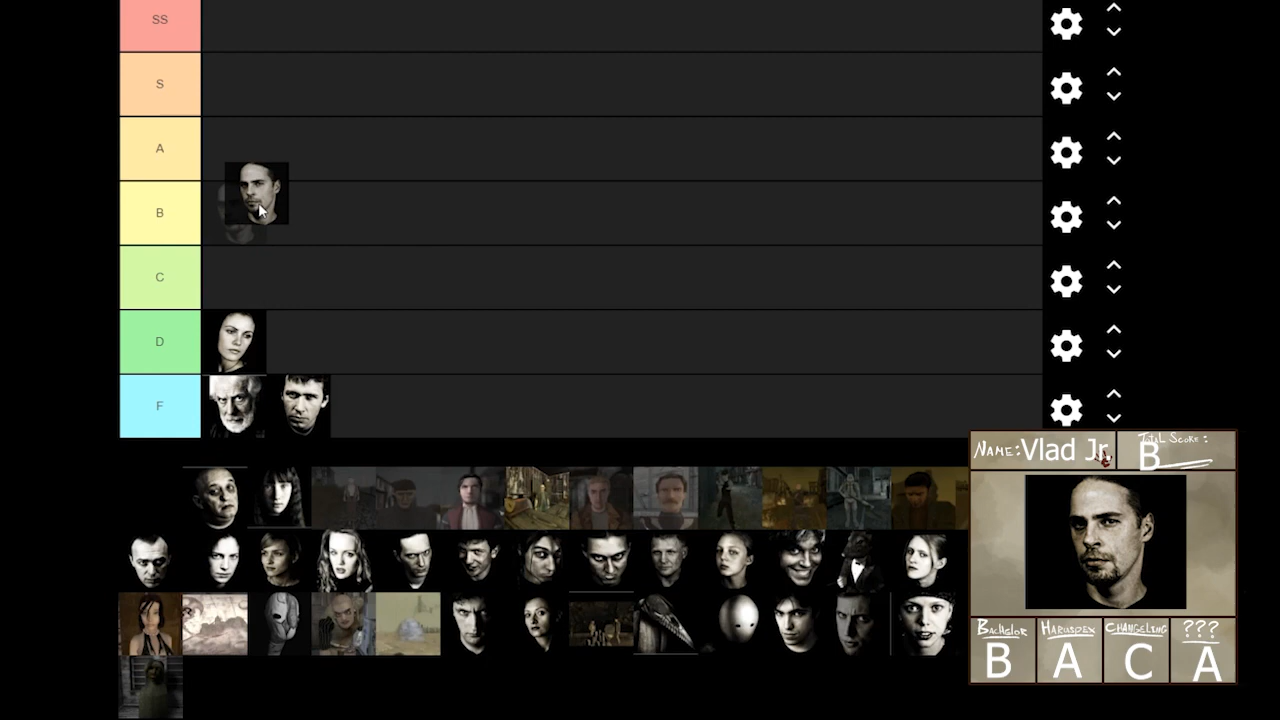 SS
S
A
B
C
D
F
NAME: Vlad Jr.
TOTAL SCORE:
B
BACHELOR HARUSPEX CHANGELING ???
B A C A